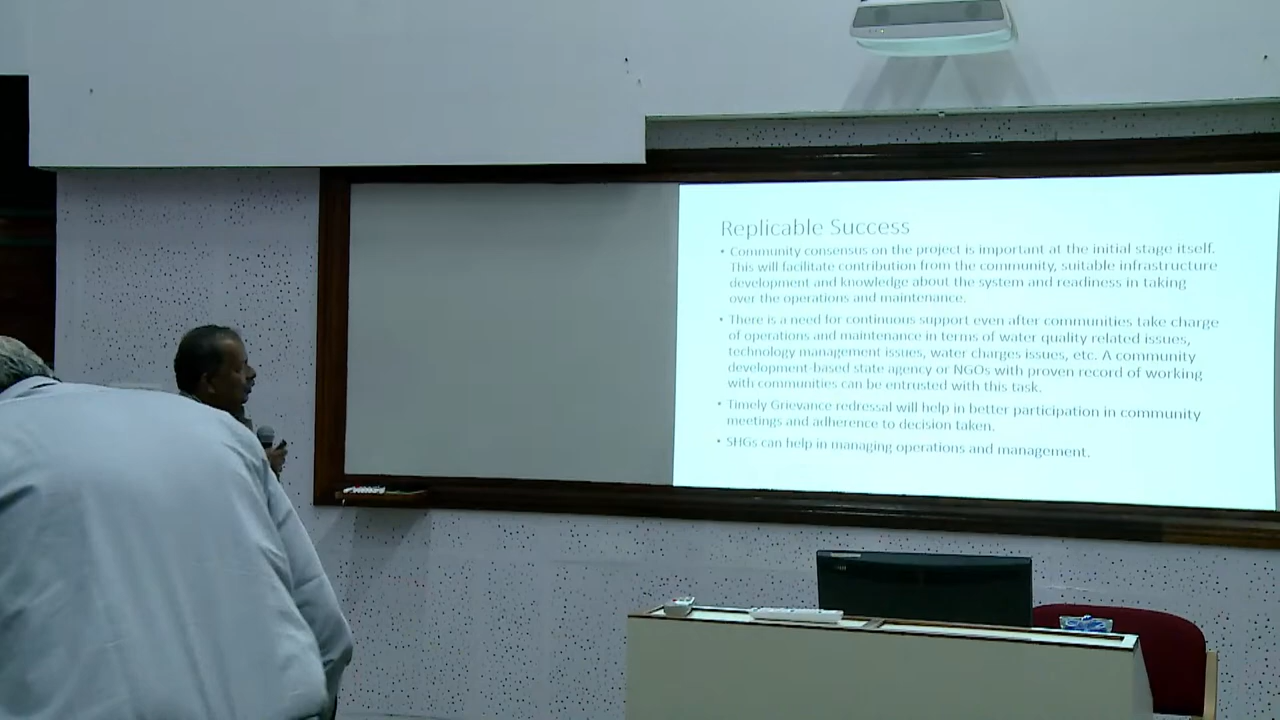 Replicable Success
• Community consensus on the project is important at the initial stage itself.
This will facilitate contribution from the community, suitable infrastructure
development and knowledge about the system and readiness in taking
over the operations and maintenance.
• There is a need for continuous support even after communities take charge
of operations and maintenance in terms of water quality related issues,
technology management issues, water charges issues, etc. A community
development-based state agency or NGOs with proven record of working
with communities can be entrusted with this task.
• Timely Grievance redressal will help in better participation in community
meetings and adherence to decision taken.
• SHGs can help in managing operations and management.